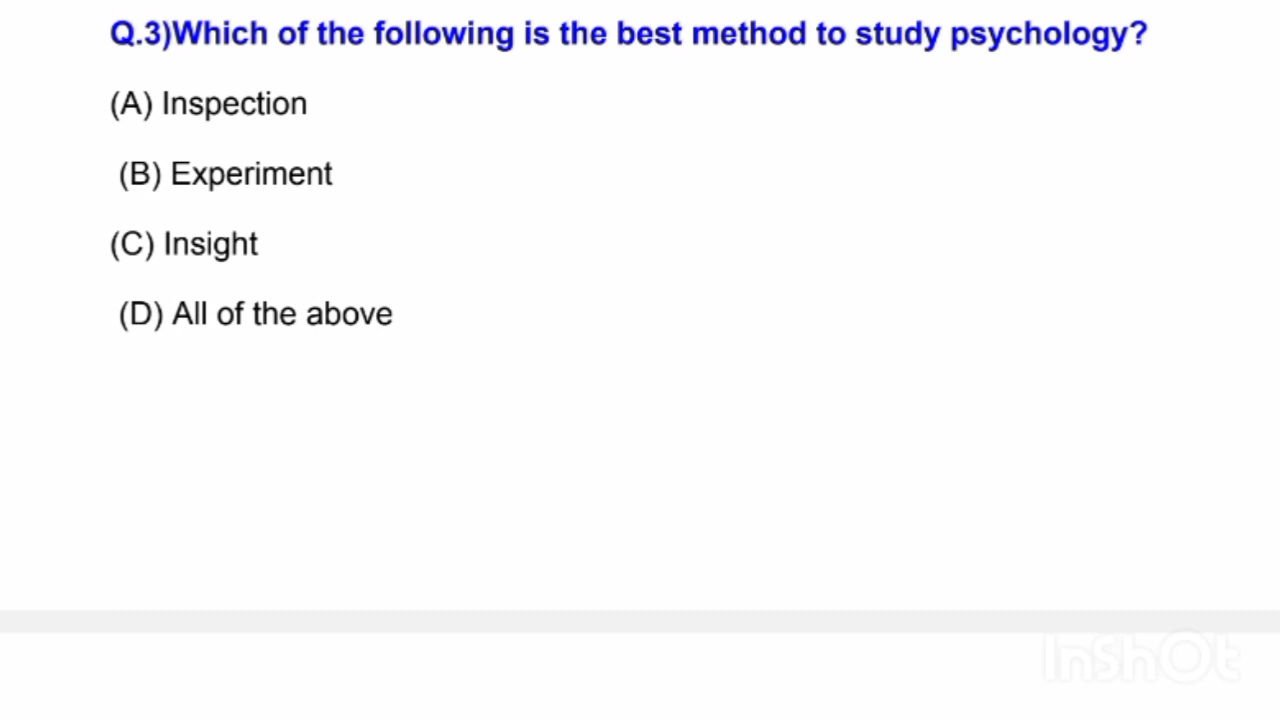 Q.3)Which of the following is the best method to study psychology?
(A) Inspection
(B) Experiment
(C) Insight
(D) All of the above
InShOt